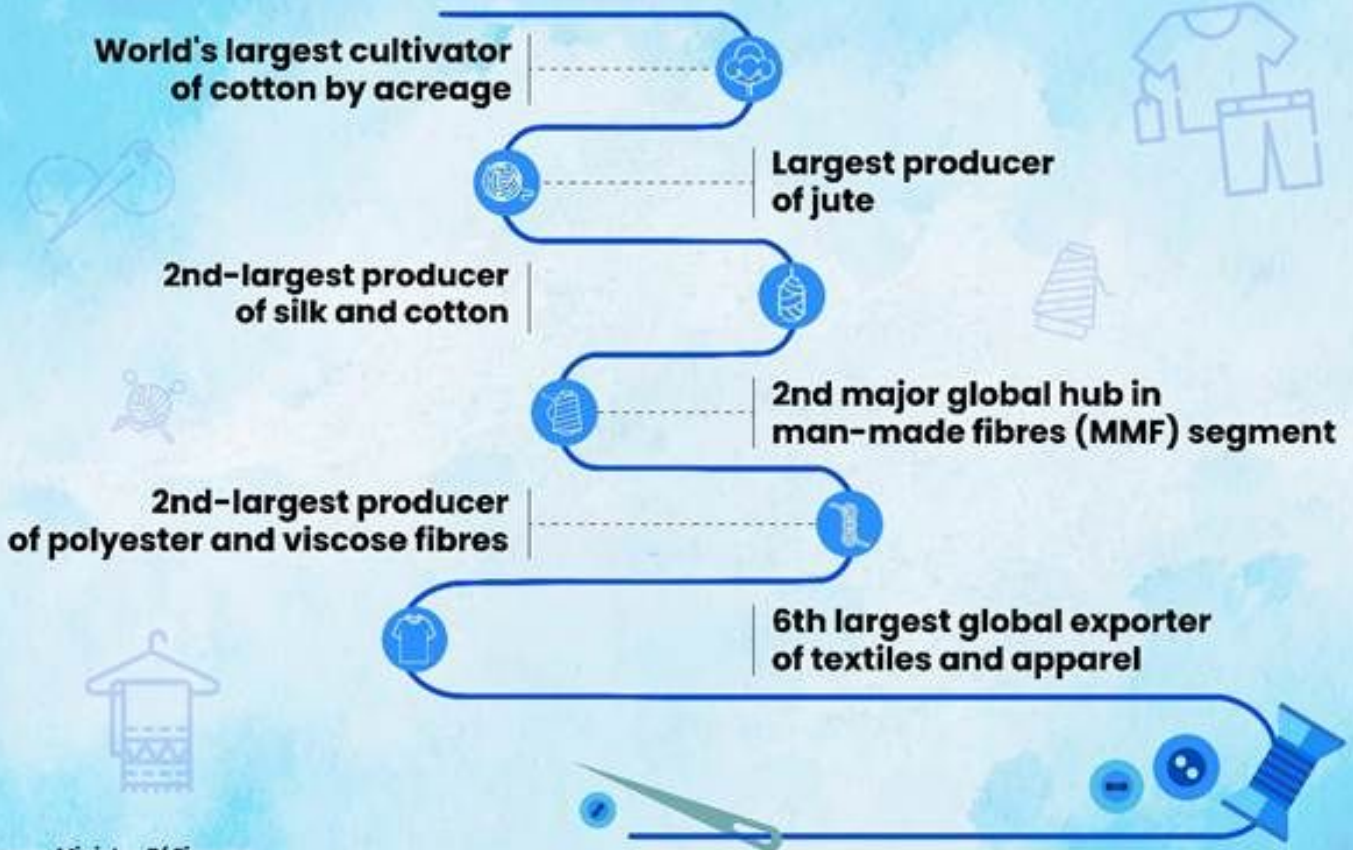 World's largest cultivator
of cotton by acreage
Largest producer
of jute
2nd-largest producer
of silk and cotton
2nd major global hub in
man-made fibres (MMF) segment
2nd-largest producer
of polyester and viscose fibres
6th largest global exporter
of textiles and apparel